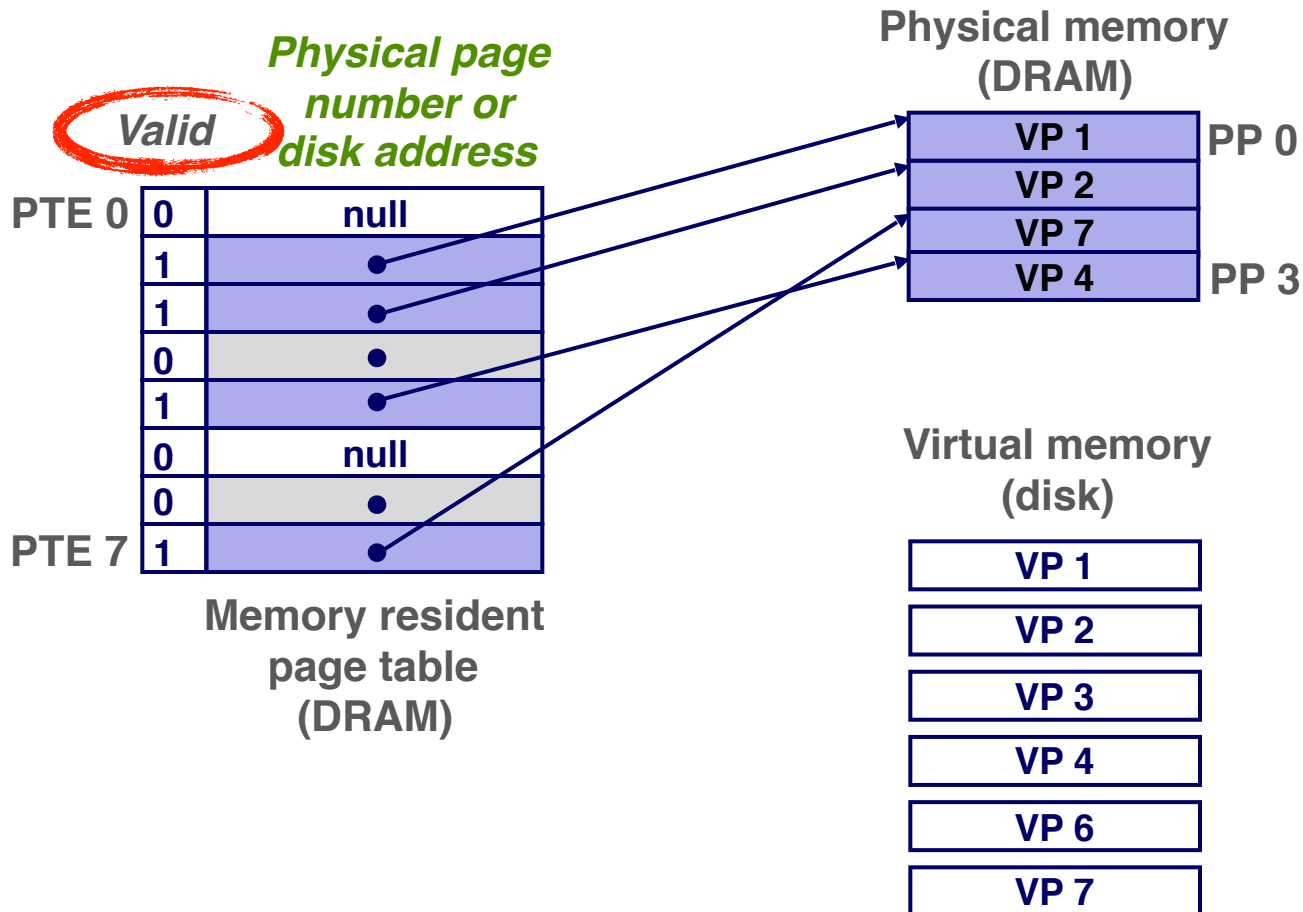 Physical page
number or
disk address
Valid
PTE 0
0 null
1
1
0
1
0 null
0
PTE 7
1
Memory resident
page table
(DRAM)
Physical memory
(DRAM)
VP 1
PP 0
VP 2
VP 7
VP 4
PP 3
Virtual memory
(disk)
VP 1
VP 2
VP 3
VP 4
VP 6
VP 7